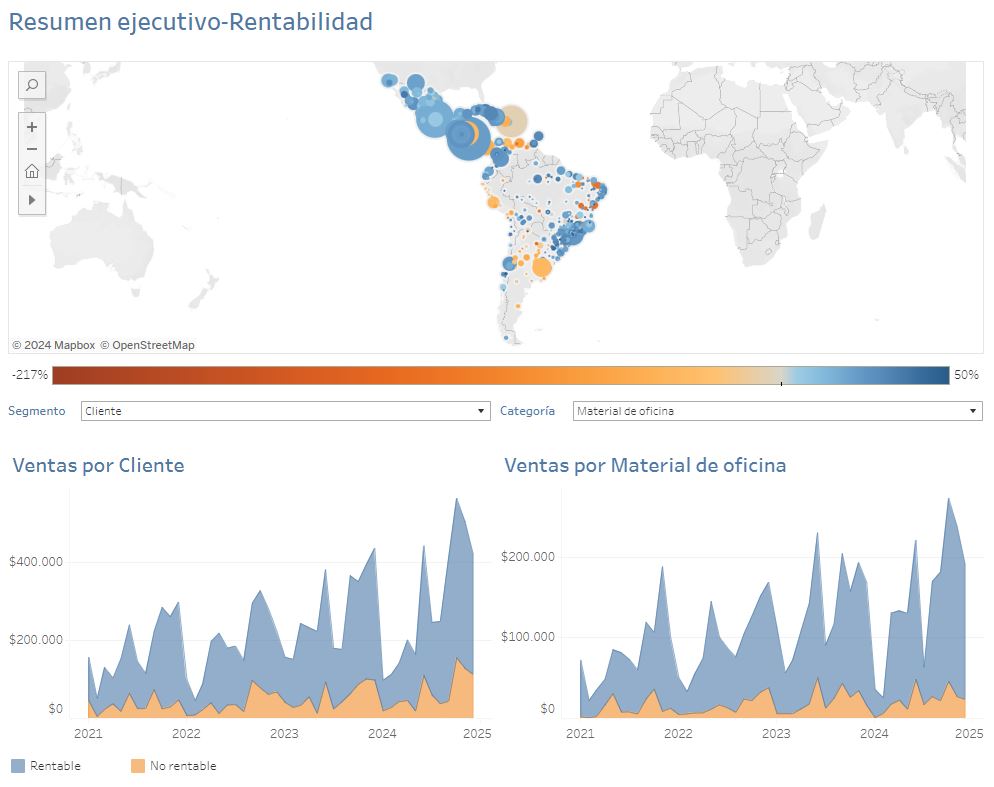 Resumen ejecutivo-Rentabilidad
© 2024 Mapbox © OpenStreetMap
-217% 50%
Segmento Cliente Categoría Material de oficina
Ventas por Cliente Ventas por Material de oficina
$400.000
$200.000
$0
2021 2022 2023 2024 2025
$200.000
$100.000
$0
2021 2022 2023 2024 2025
Rentable No rentable